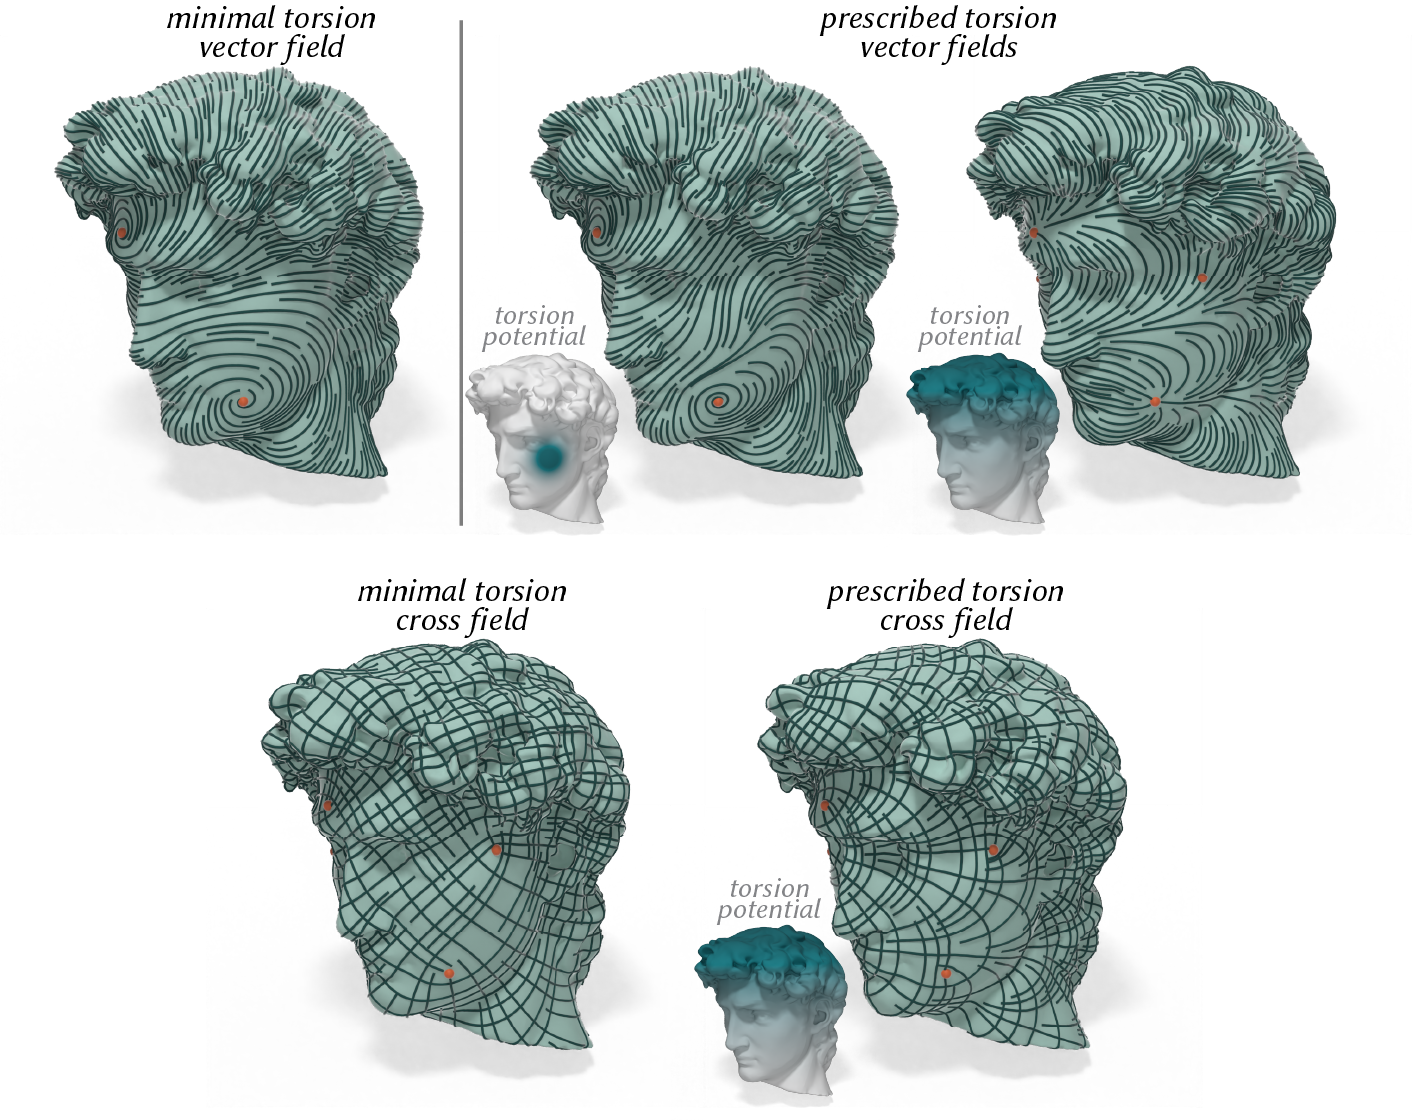 minimal torsion
vector field
prescribed torsion
vector fields
torsion
potential
torsion
potential
minimal torsion
cross field
prescribed torsion
cross field
torsion
potential